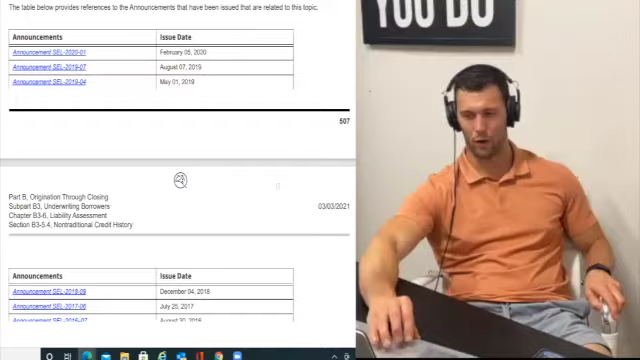 The table below provides references to the Announcements that have been issued that are related to this topic.
Announcements Issue Date
Announcement SEL-2020-01 February 05, 2020
Announcement SEL-2019-07 August 07, 2019
Announcement SEL-2019-04 May 01, 2019
507
Part B, Origination Through Closing
Subpart B3, Underwriting Borrowers 03/03/2021
Chapter B3-6, Liability Assessment
Section B3-5.4, Nontraditional Credit History
Announcements Issue Date
Announcement SEL-2018-09 December 04, 2018
Announcement SEL-2017-06 July 25, 2017
YOU DO